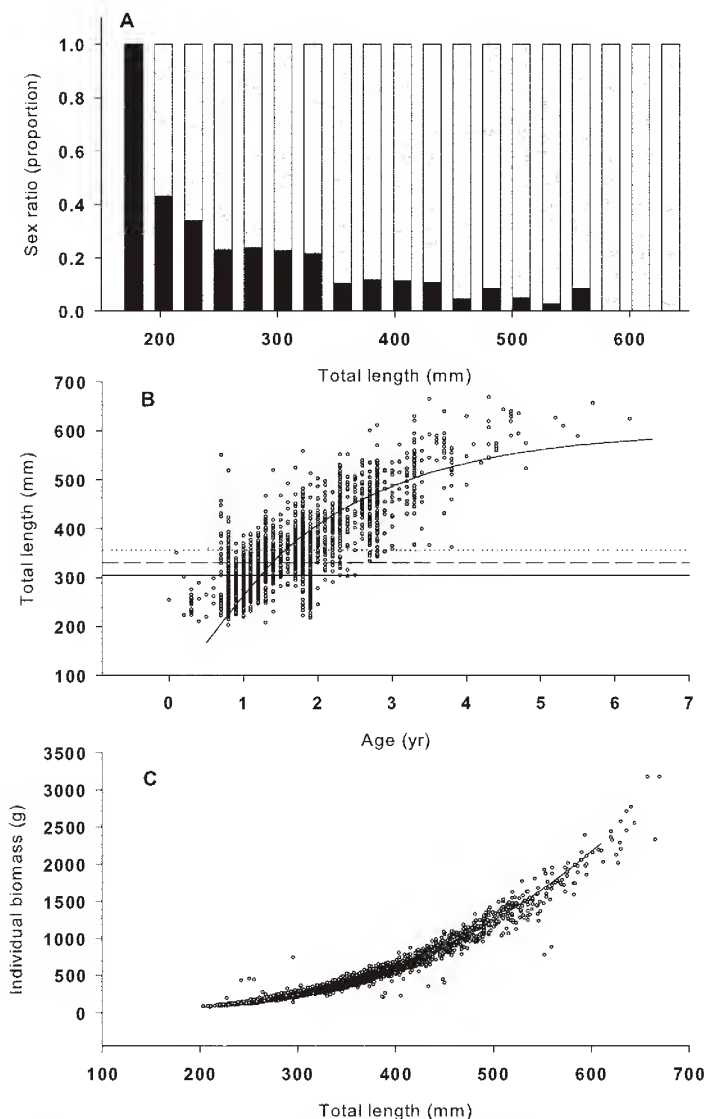 A
1.0
0.8
0.6
0.4
0.2
0.0
Sex ratio (proportion)
200 300 400 500 600
Total length (mm)
B
700
600
500
400
300
200
100
Total length (mm)
0 1 2 3 4 5 6 7
Age (yr)
C
3500
3000
2500
2000
1500
1000
500
0
Individual biomass (g)
100 200 300 400 500 600 700
Total length (mm)